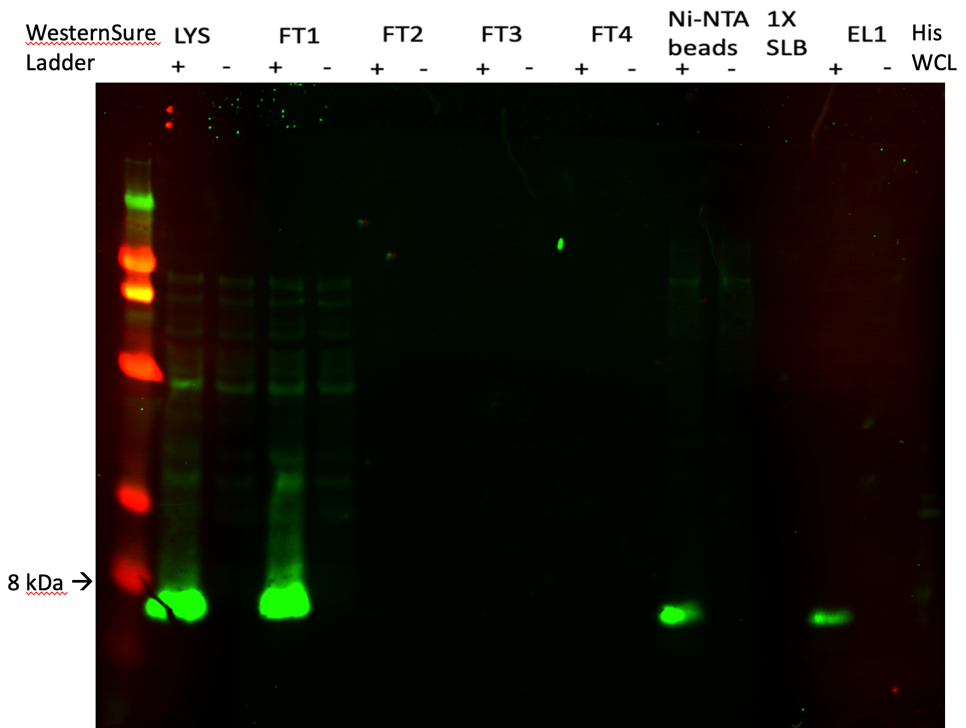 WesternSure LYS FT1 FT2 FT3 FT4 Ni-NTA beads 1X SLB EL1 His
Ladder + - + - + - + - + - + - + - WCL
8 kDa →